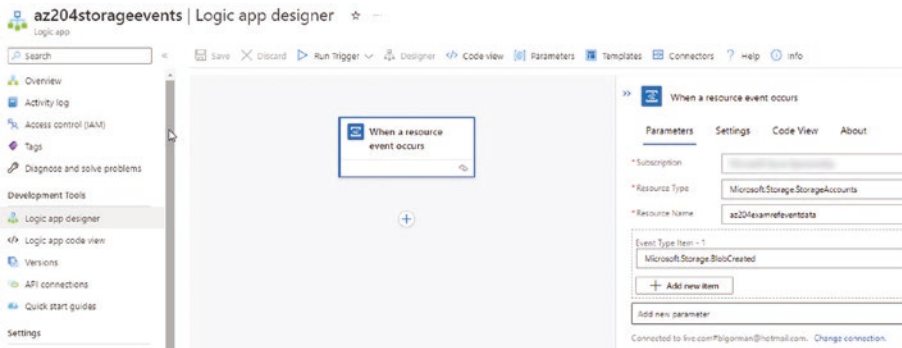 az204storageevents | Logic app designer
Logic app
Search
Save Discard Run Trigger Designer Code view Parameters Templates Connectors Help Info
Overview
Activity log
Access control (IAM)
Tags
Diagnose and solve problems
Development Tools
Logic app designer
Logic app code view
Versions
API connections
Quick start guides
Settings
When a resource
event occurs
When a resource event occurs
Parameters Settings Code View About
* Subscription
* Resource Type Microsoft.Storage.StorageAccounts
* Resource Name az204examrefeventdata
Event Type Item - 1
Microsoft.Storage.BlobCreated
Add new item
Add new parameter
Connected to live.com#blgorman@hotmail.com. Change connection.